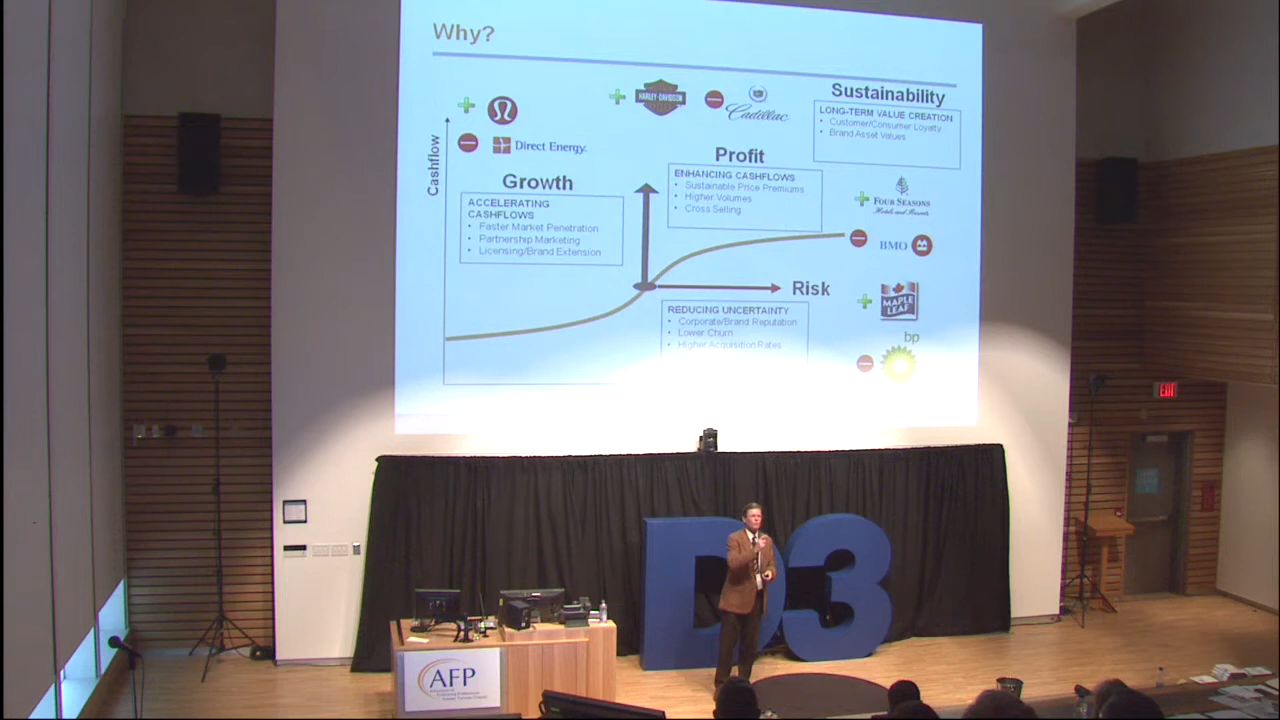 Why?
HARLEY-DAVIDSON
Cadillac
Direct Energy.
Cashflow
Growth
ACCELERATING
CASHFLOWS
• Faster Market Penetration
• Partnership Marketing
• Licensing/Brand Extension
Profit
ENHANCING CASHFLOWS
• Sustainable Price Premiums
• Higher Volumes
• Cross Selling
Sustainability
LONG-TERM VALUE CREATION
• Customer/Consumer Loyalty
• Brand Asset Values
FOUR SEASONS
Hotels and Resorts
BMO
Risk
REDUCING UNCERTAINTY
• Corporate/Brand Reputation
• Lower Churn
• Higher Acquisition Rates
MAPLE
LEAF
bp
EXIT
D3
AFP